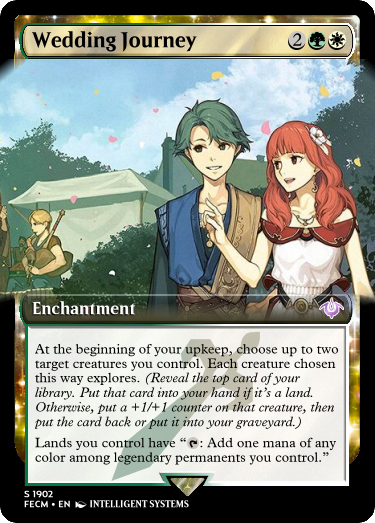 Wedding Journey 2
Enchantment
At the beginning of your upkeep, choose up to two
target creatures you control. Each creature chosen
this way explores. (Reveal the top card of your
library. Put that card into your hand if it's a land.
Otherwise, put a +1/+1 counter on that creature, then
put the card back or put it into your graveyard.)
Lands you control have “: Add one mana of any
color among legendary permanents you control.”
S 1902
FECM • EN INTELLIGENT SYSTEMS